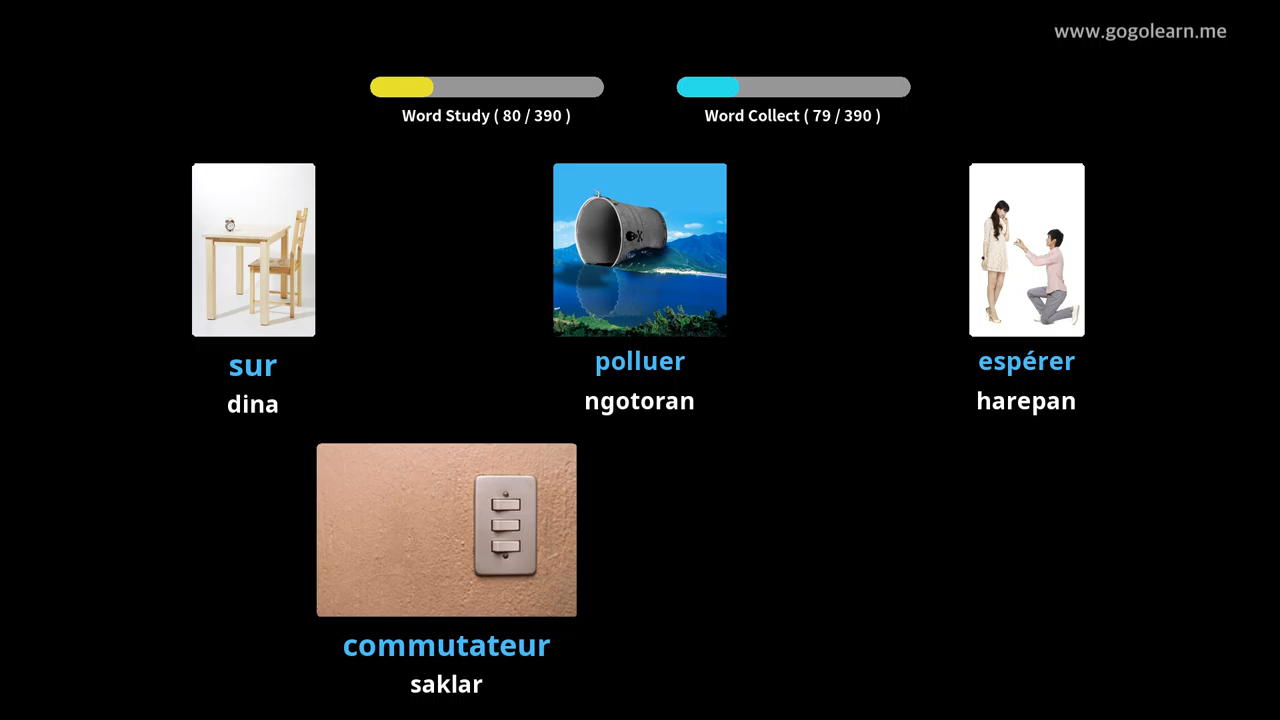 www.gogolearn.me
Word Study ( 80 / 390 )
Word Collect ( 79 / 390 )
sur
dina
polluer
ngotoran
espérer
harepan
commutateur
saklar